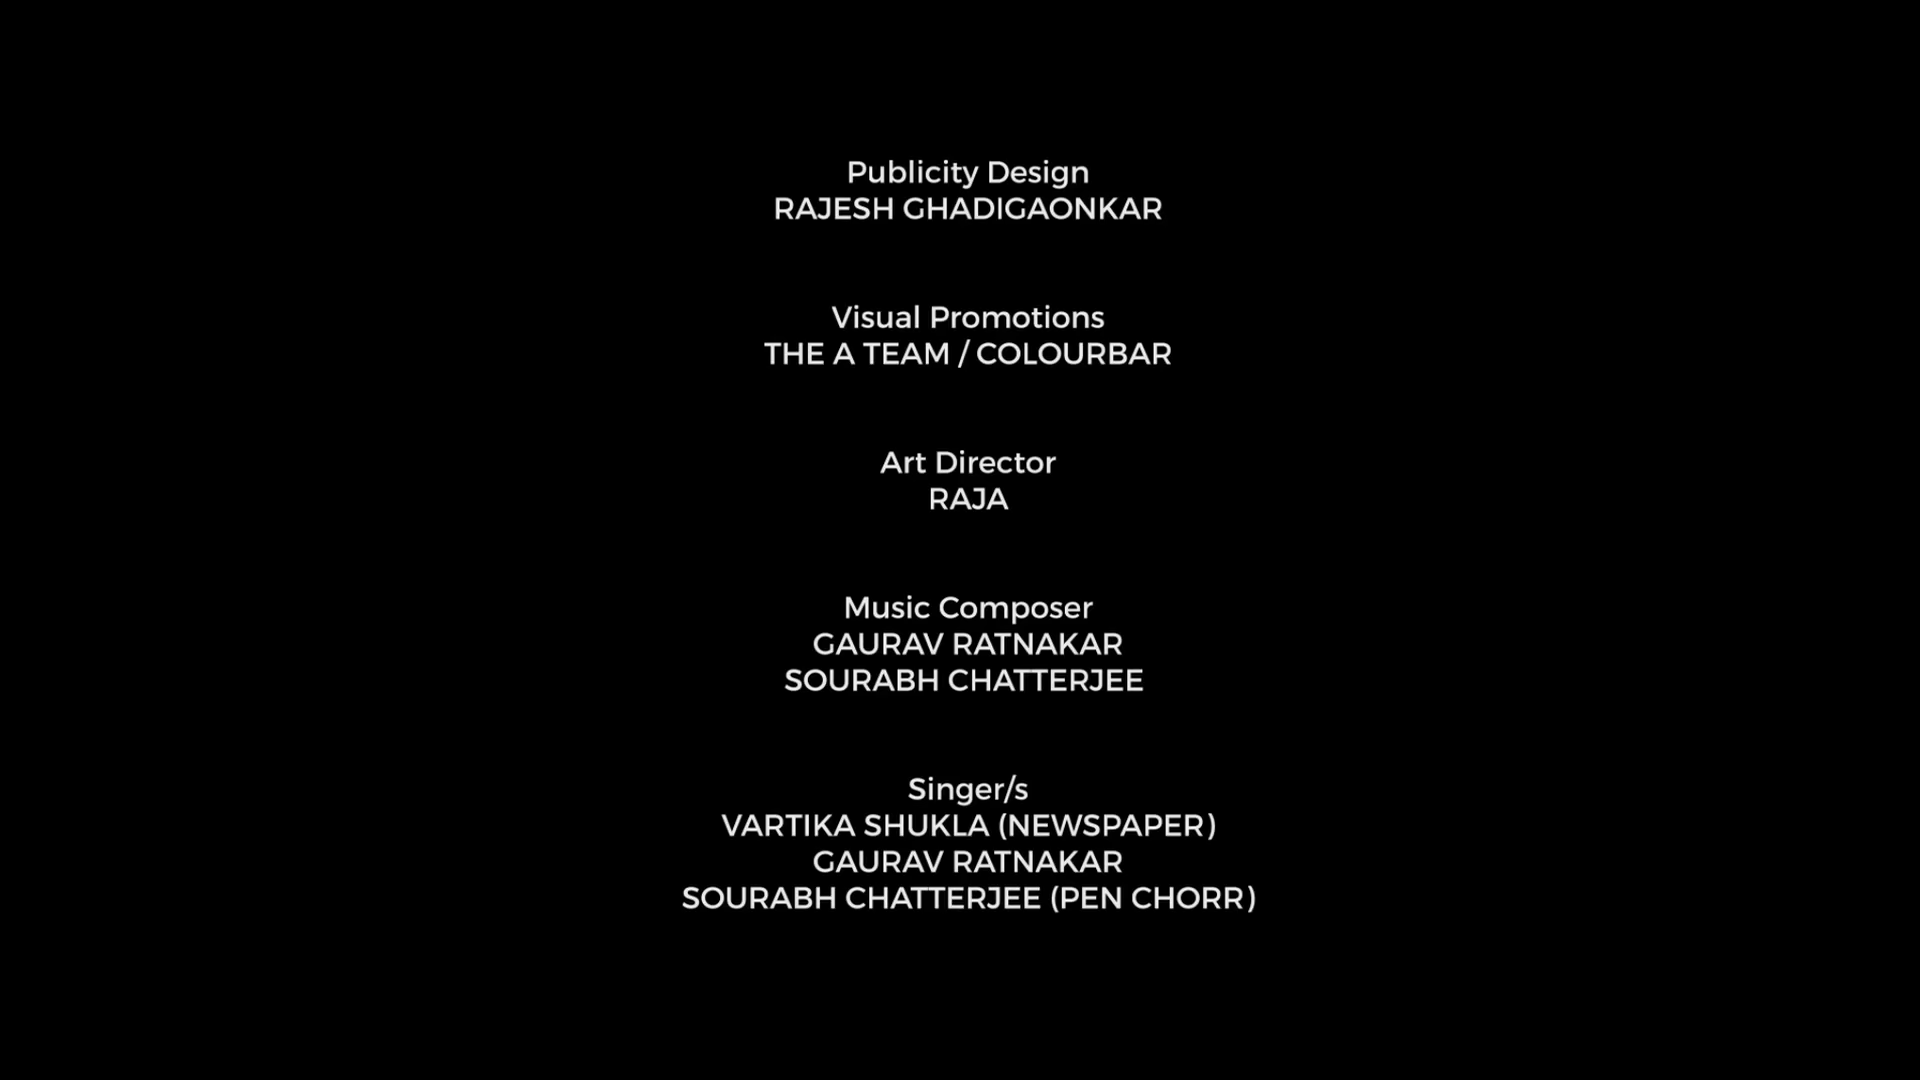 Publicity Design
RAJESH GHADIGAONKAR
Visual Promotions
THE A TEAM / COLOURBAR
Art Director
RAJA
Music Composer
GAURAV RATNAKAR
SOURABH CHATTERJEE
Singer/s
VARTIKA SHUKLA (NEWSPAPER)
GAURAV RATNAKAR
SOURABH CHATTERJEE (PEN CHORR)